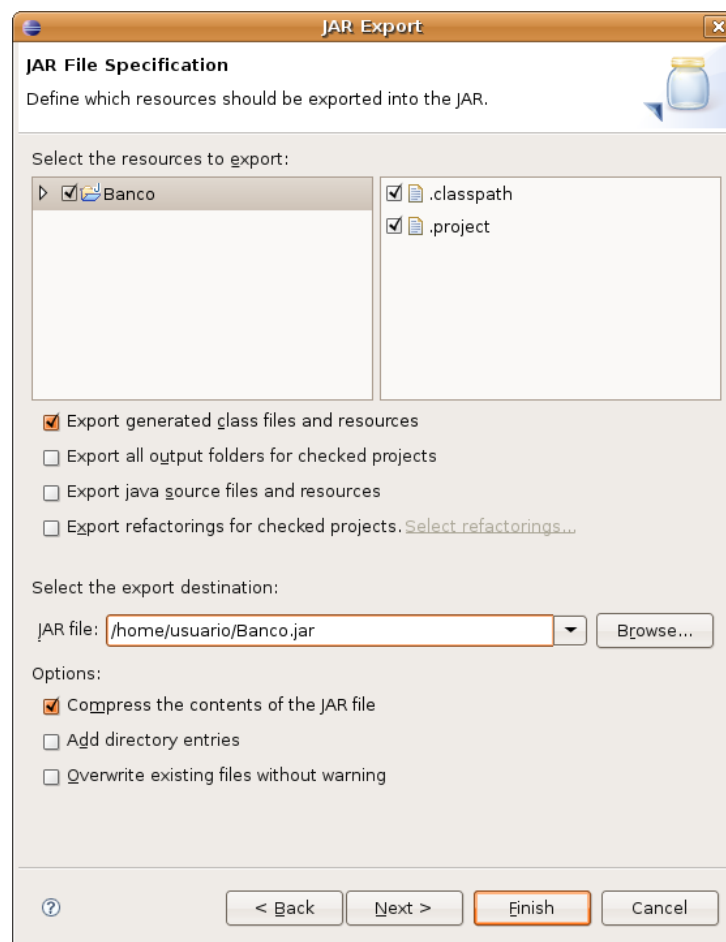 JAR Export
JAR File Specification
Define which resources should be exported into the JAR.
Select the resources to export:
Banco
.classpath
.project
Export generated class files and resources
Export all output folders for checked projects
Export java source files and resources
Export refactorings for checked projects. Select refactorings...
Select the export destination:
JAR file: /home/usuario/Banco.jar Browse...
Options:
Compress the contents of the JAR file
Add directory entries
Overwrite existing files without warning
< Back Next > Finish Cancel